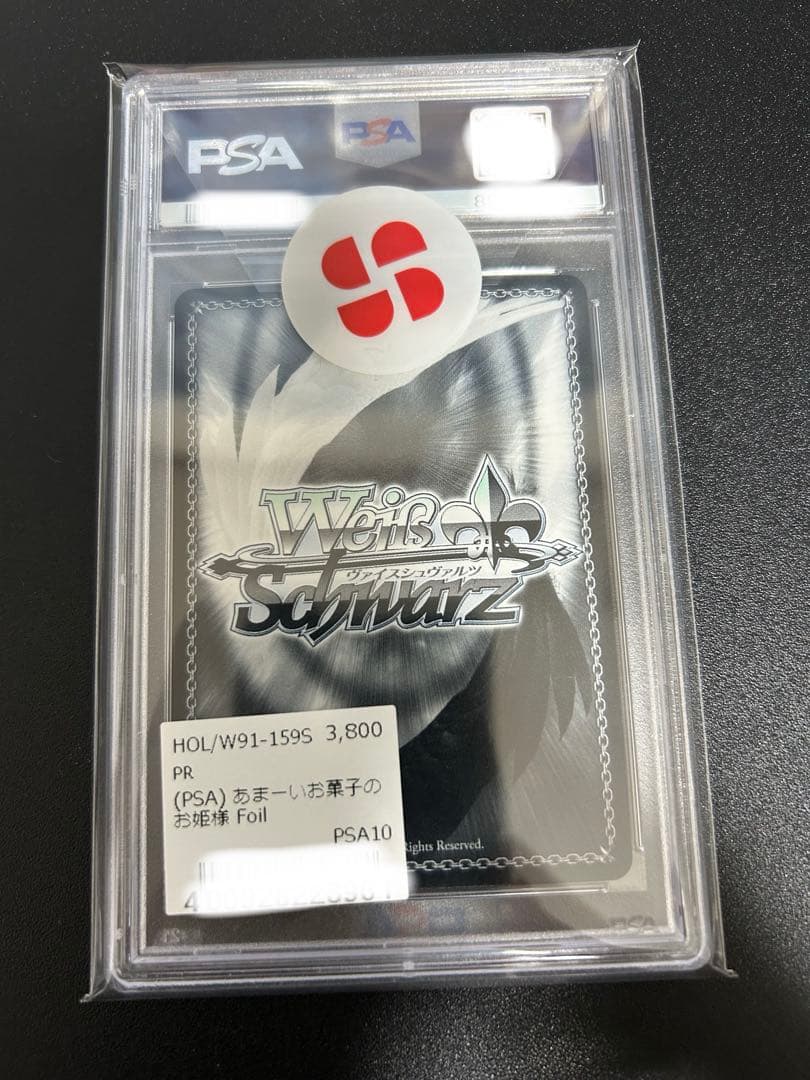 PSA
PSA
Weiß
ヴァイスシュヴァルツ
Schwarz
HOL/W91-159S 3,800
PR
(PSA) あまーいお菓子の
お姫様 Foil
PSA10
Rights Reserved.
PSA